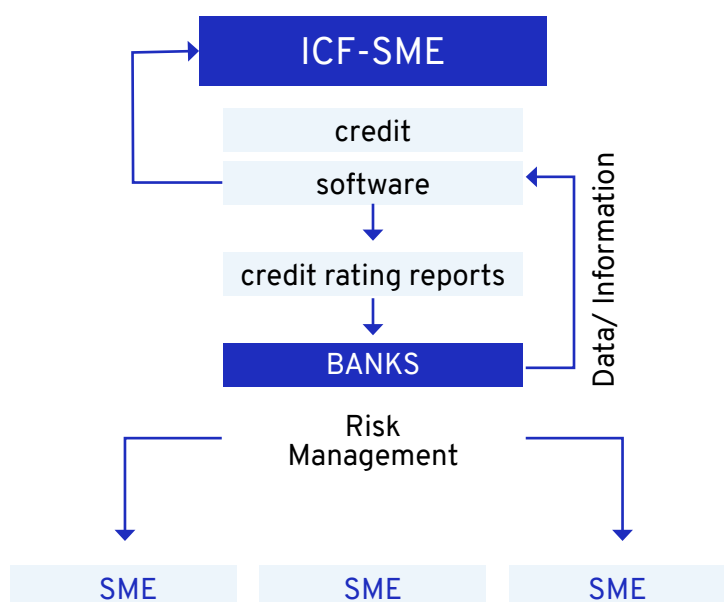 ICF-SME
credit
software
credit rating reports
BANKS
Data/ Information
Risk
Management
SME
SME
SME